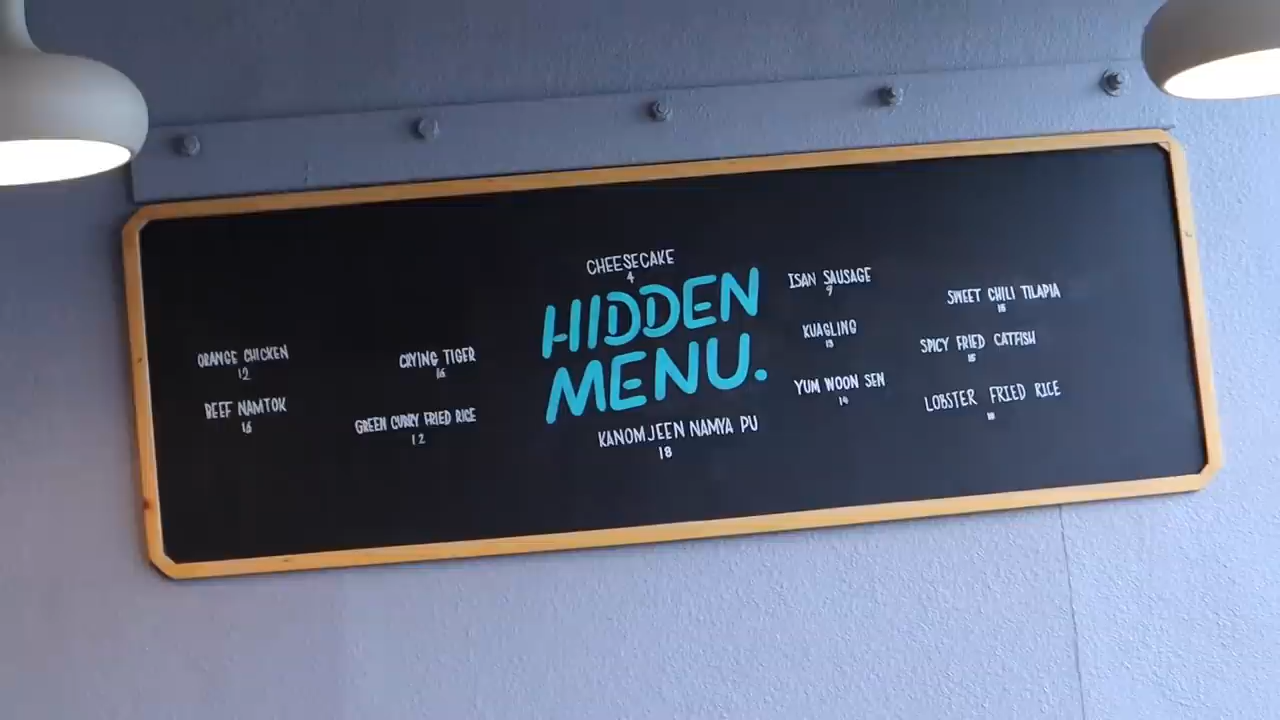 ORANGE CHICKEN
12
BEEF NAMTOK
16
CRYING TIGER
16
GREEN CURRY FRIED RICE
12
CHEESECAKE
4
HIDDEN
MENU.
KANOMJEEN NAMYA PU
18
ISAN SAUSAGE
9
KUAGLING
13
YUM WOON SEN
14
SWEET CHILI TILAPIA
SPICY FRIED CATFISH
15
LOBSTER FRIED RICE